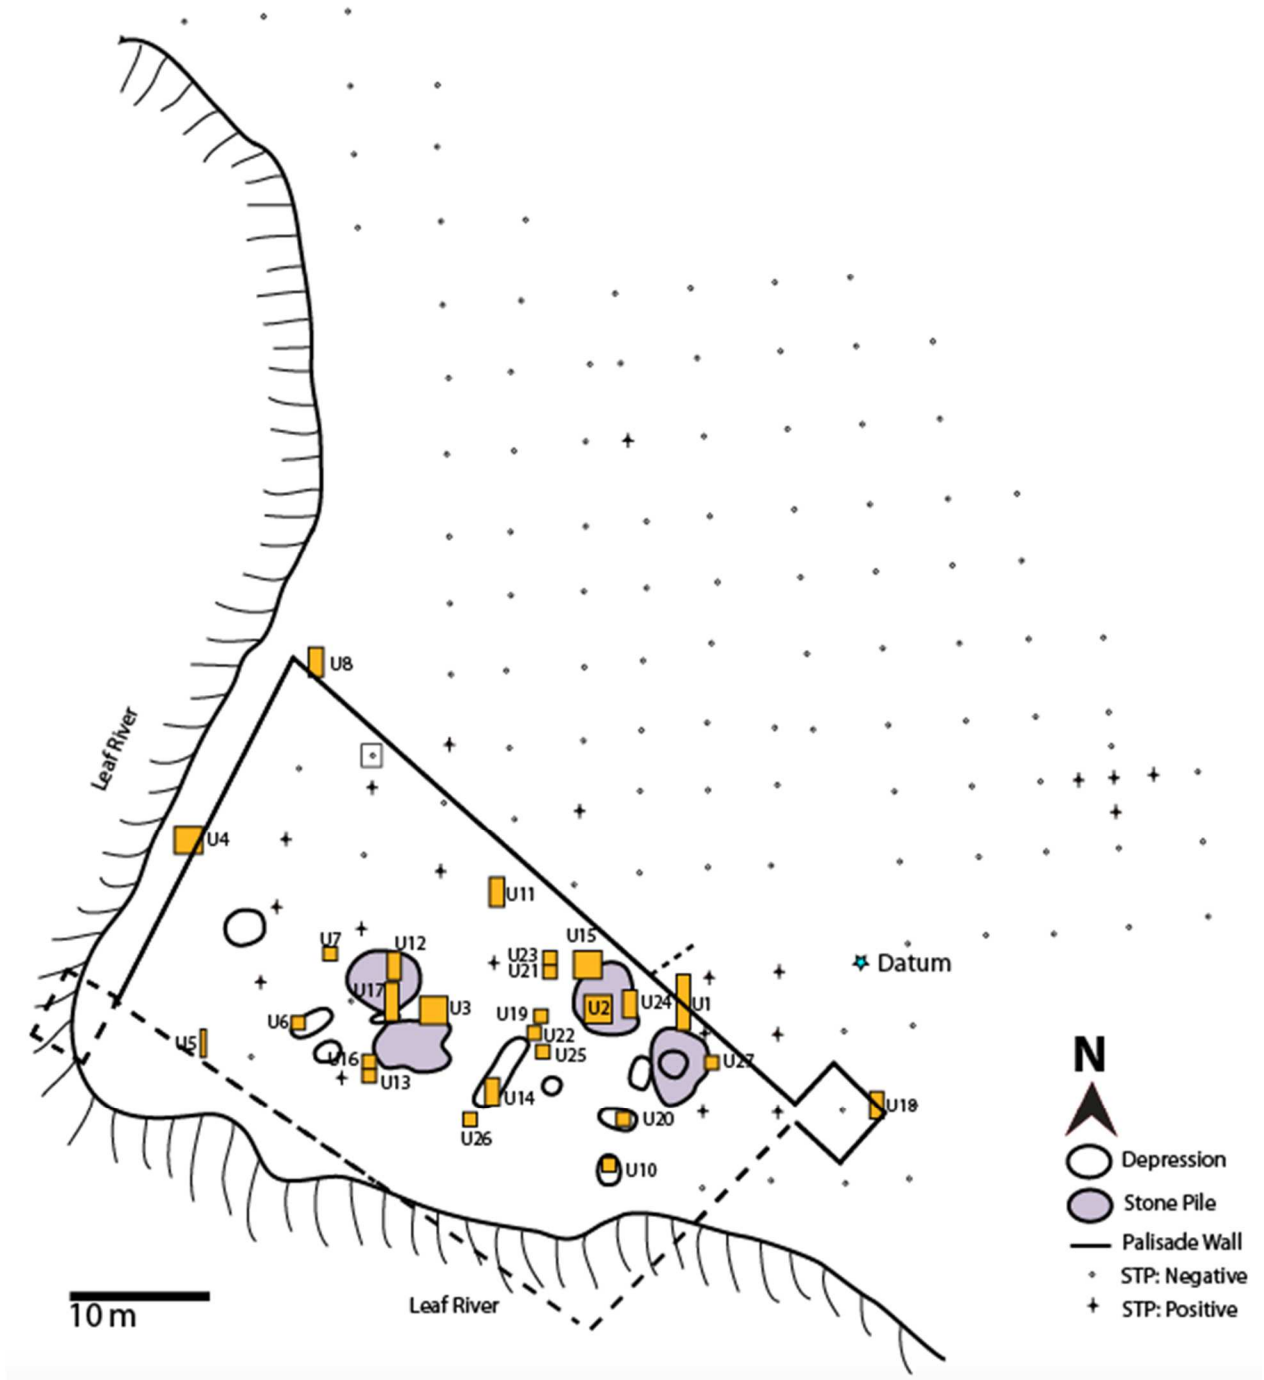 U8
Leaf River
U4
U11
U7
U12
U23
U15
U21
Datum
U17
U3
U2
U24
U1
U6
U19
U5
U22
U16
U25
U27
U13
U14
U18
U20
U26
U10
N
Depression
Stone Pile
Palisade Wall
STP: Negative
STP: Positive
Leaf River
10 m